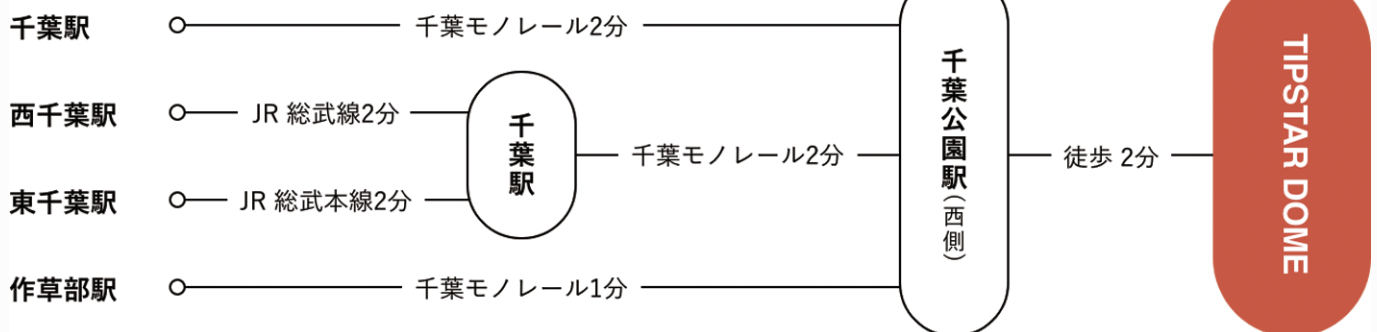 千葉駅
千葉モノレール2分
西千葉駅
JR 総武線2分
東千葉駅
JR 総武本線2分
千葉駅
千葉モノレール2分
作草部駅
千葉モノレール1分
千葉公園駅(西側)
徒歩 2分
TIPSTAR DOME